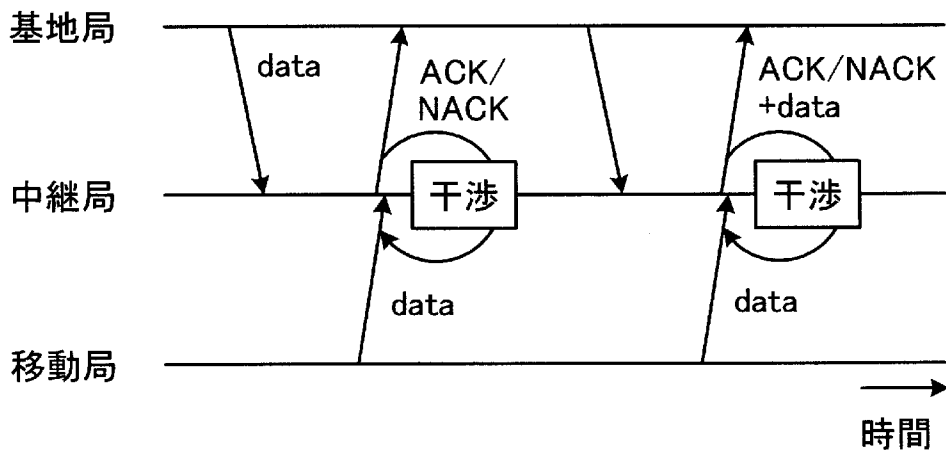 基地局
data
ACK/
NACK
ACK/NACK
+data
中継局
干渉
干渉
data
data
移動局
時間